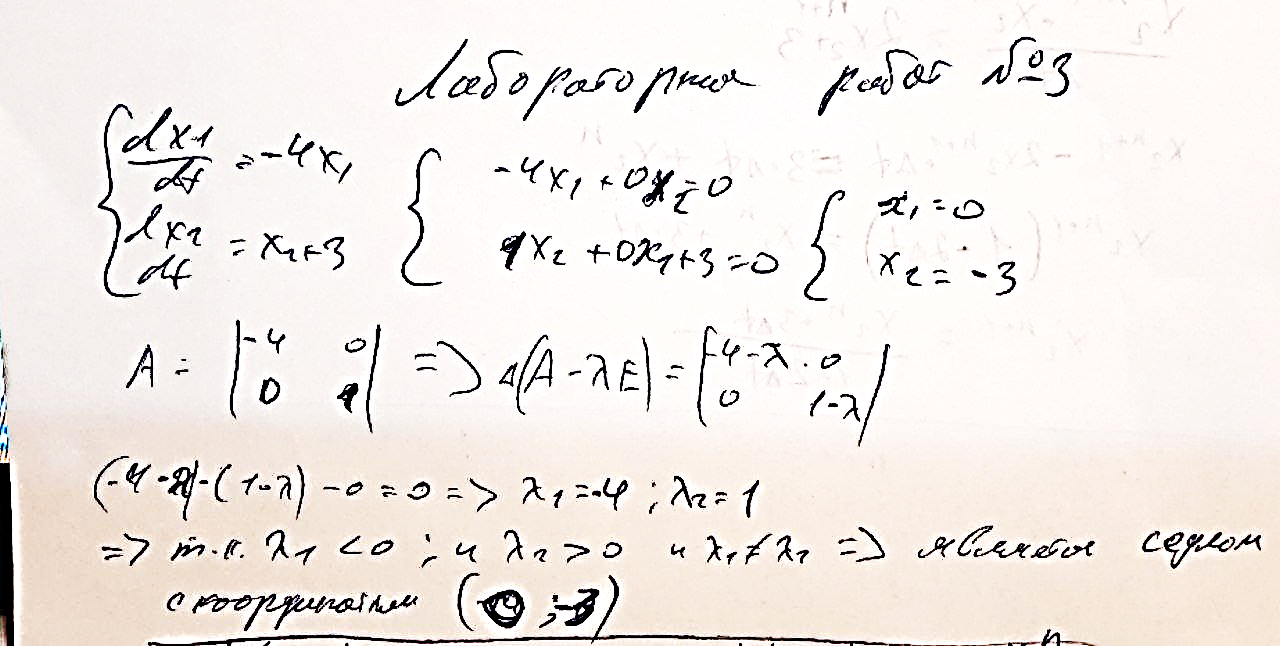 Лабораторная работ №3
{ dx1/dt = -4x1 { -4x1 + 0x2 = 0 { x1 = 0
dx2/dt = x2+3 1x2 + 0x1+3 = 0 x2 = -3
A = |-4 0| => Δ(A - λE) = |-4-λ 0|
|0 1| |0 1-λ|
(-4-λ)·(1-λ) - 0 = 0 => λ1 = -4 ; λ2 = 1
=> т.к. λ1 < 0 ; и λ2 > 0 и λ1 ≠ λ2 => является седлом
с координатами (0 ; -3)